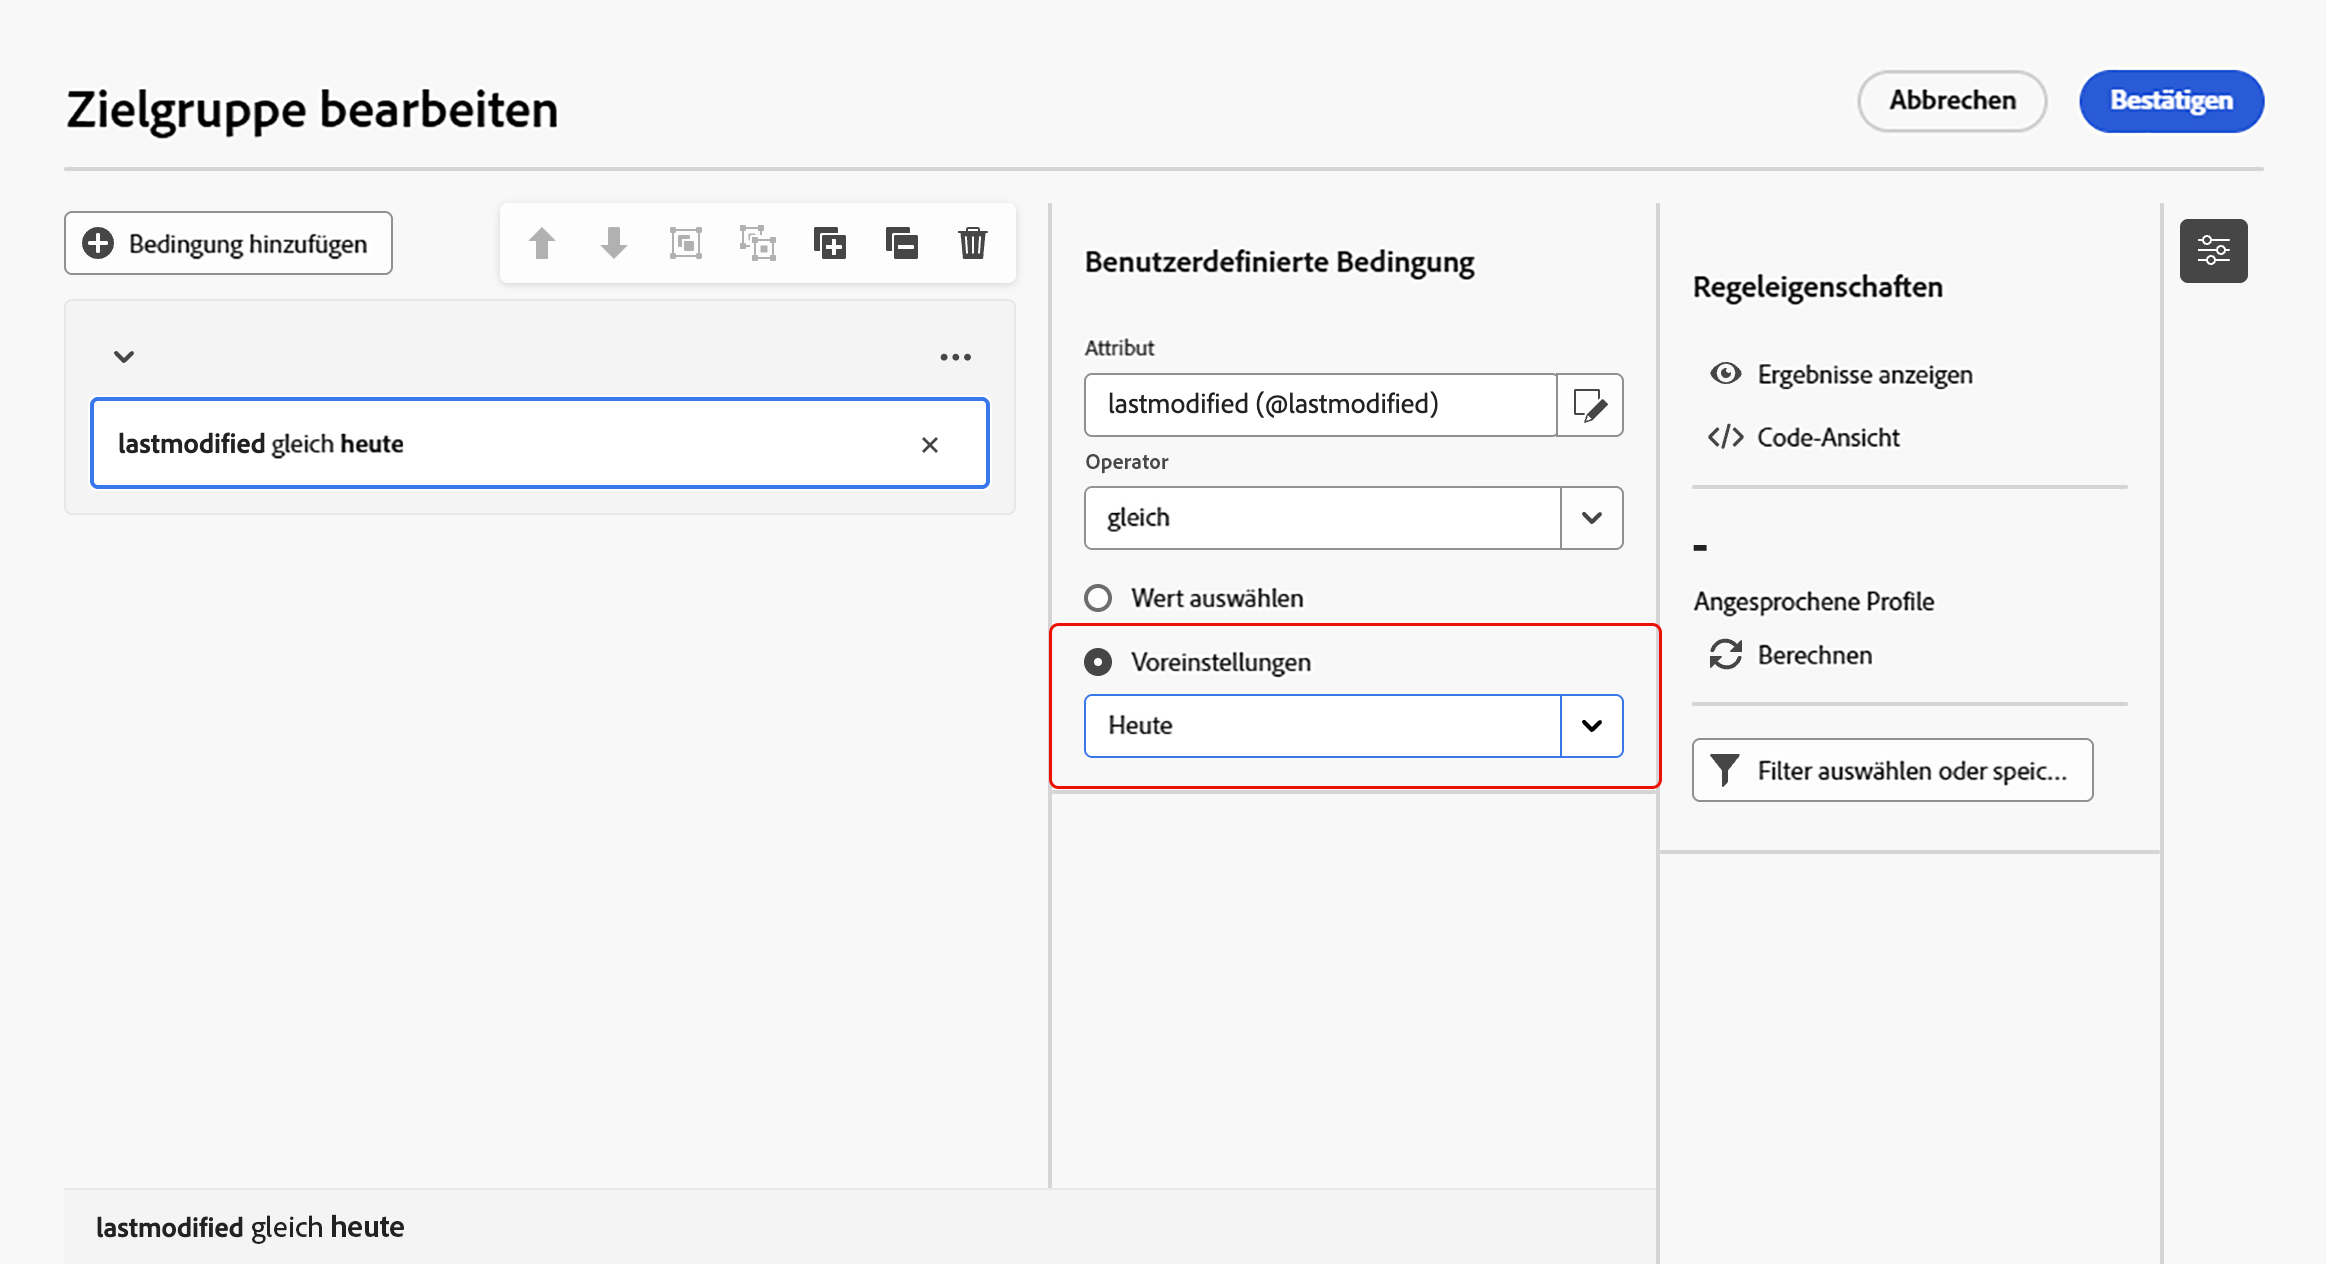 Zielgruppe bearbeiten
Abbrechen
Bestätigen
Bedingung hinzufügen
lastmodified gleich heute
Benutzerdefinierte Bedingung
Attribut
lastmodified (@lastmodified)
Operator
gleich
Wert auswählen
Voreinstellungen
Heute
Regeleigenschaften
Ergebnisse anzeigen
Code-Ansicht
-
Angesprochene Profile
Berechnen
Filter auswählen oder speic...
lastmodified gleich heute